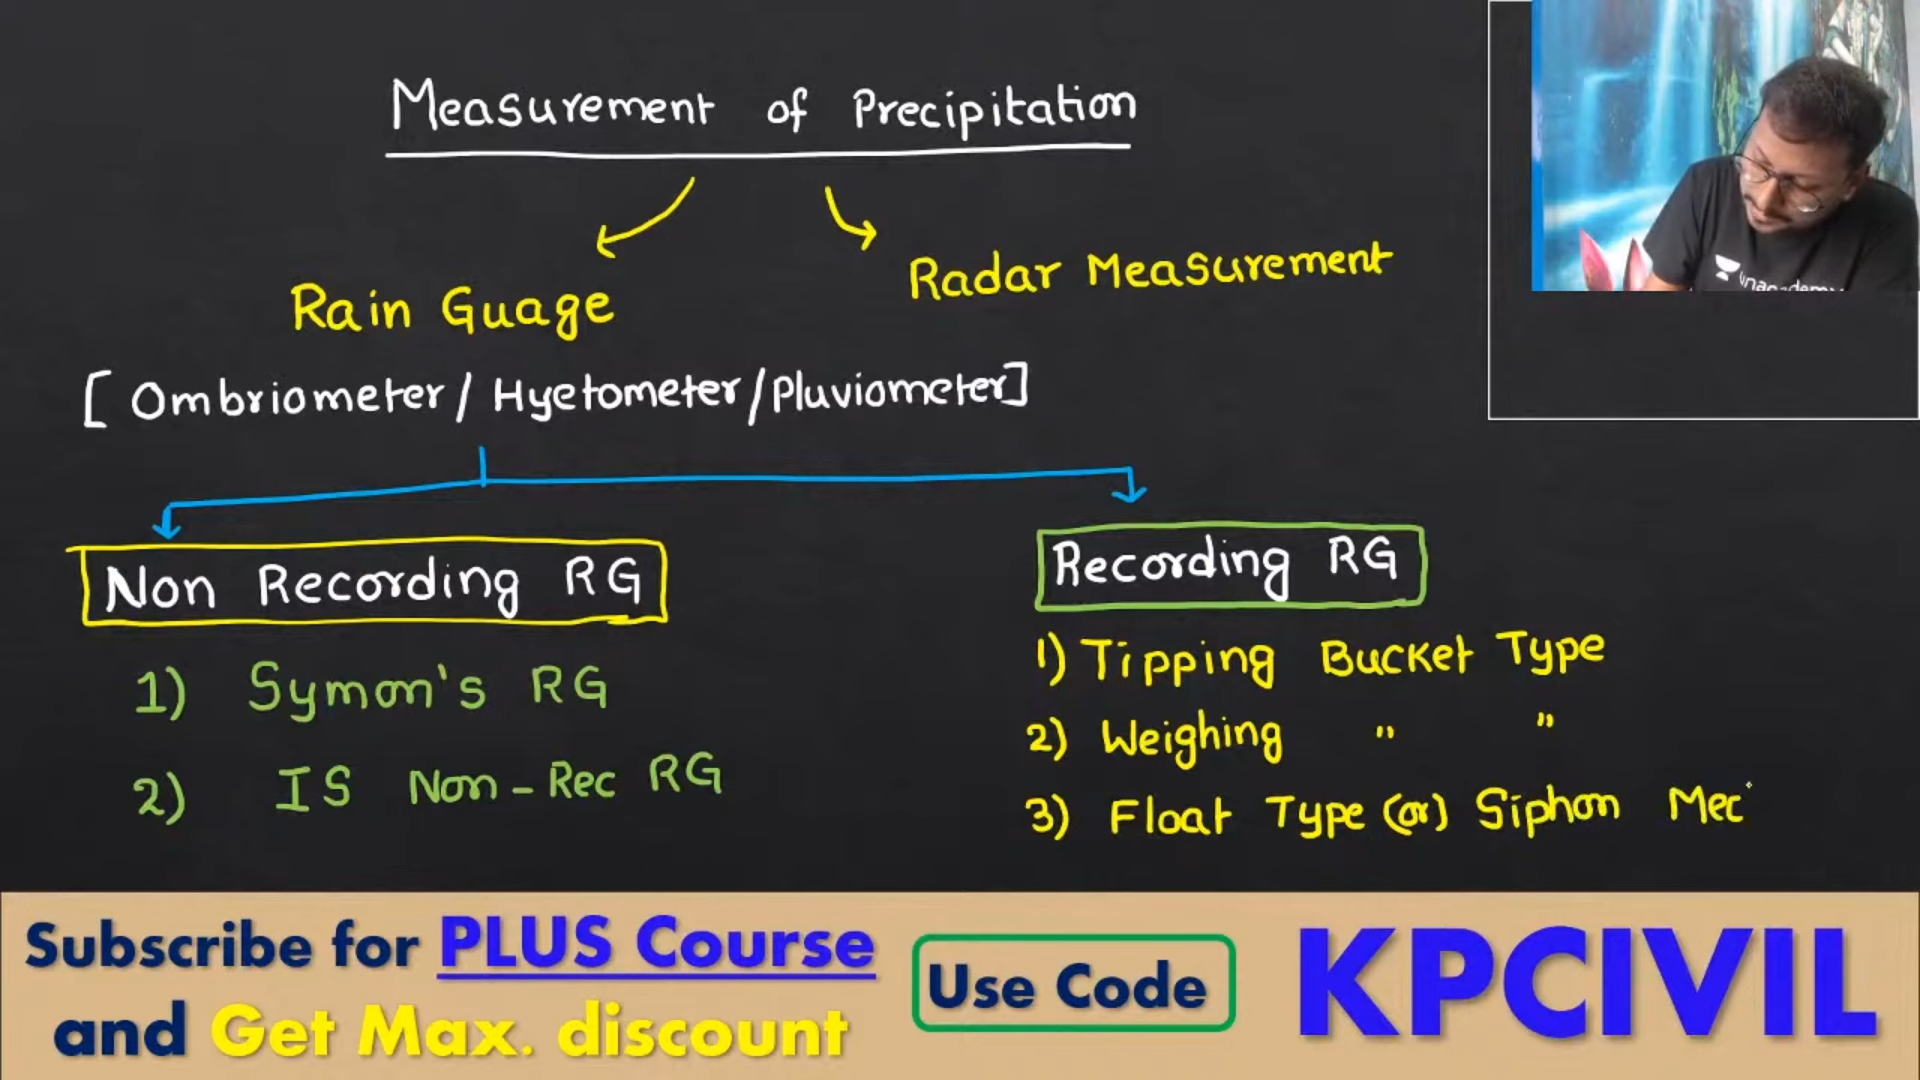 Measurement of Precipitation
Rain Guage
Radar Measurement
[ Ombriometer / Hyetometer / Pluviometer ]
Non Recording RG
Recording RG
1) Symon's RG
2) IS Non-Rec RG
1) Tipping Bucket Type
2) Weighing " "
3) Float Type (or) Siphon Mec
unacademy
Subscribe for PLUS Course
and Get Max. discount
Use Code
KPCIVIL